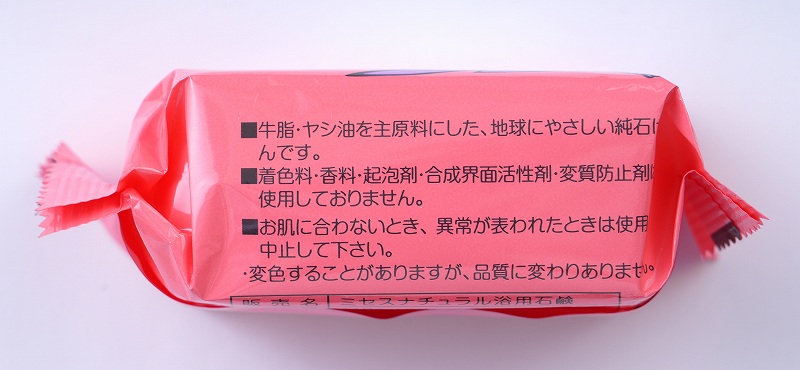 ■牛脂・ヤシ油を主原料にした、地球にやさしい純石け
んです。
■着色料・香料・起泡剤・合成界面活性剤・変質防止剤は
使用しておりません。
■お肌に合わないとき、異常が表われたときは使用
中止して下さい。
・変色することがありますが、品質に変わりありません。
販売名 ミセスナチュラル浴用石鹸